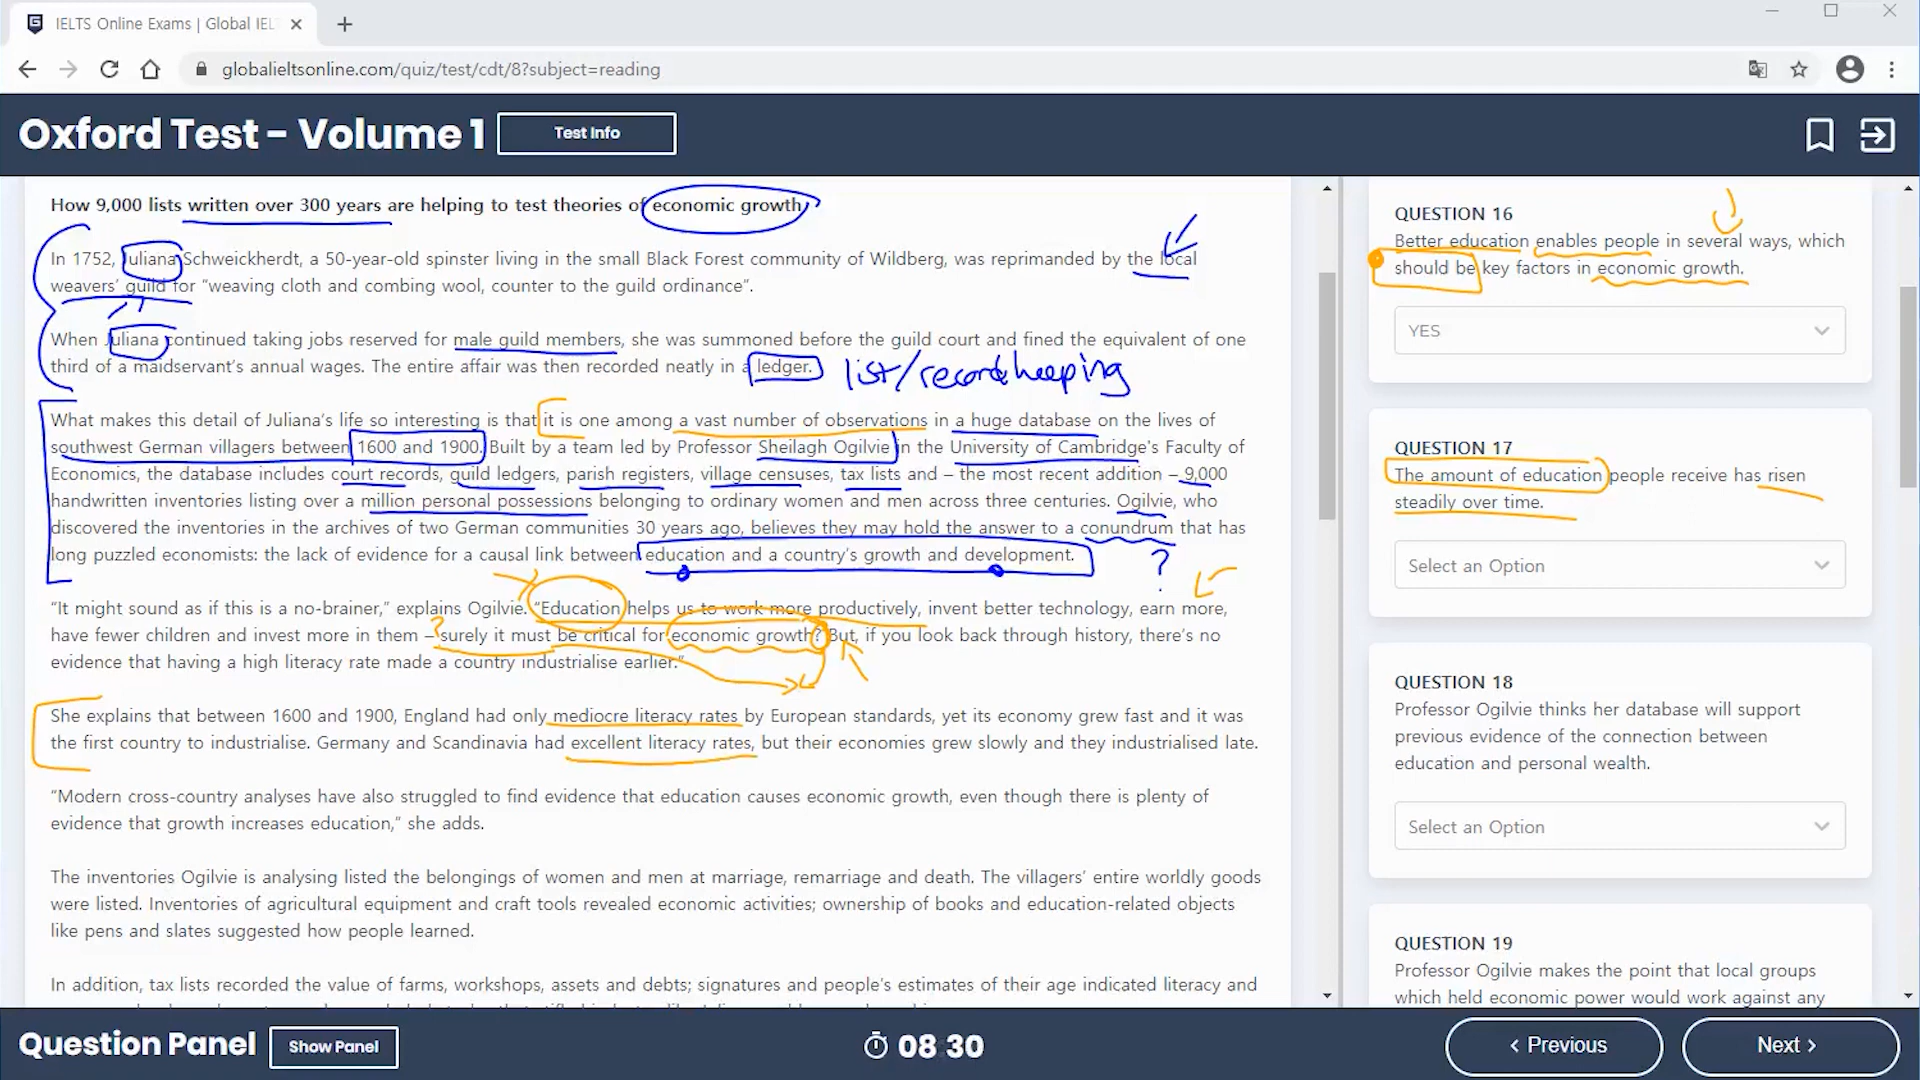 IELTS Online Exams | Global IEL
globalieltsonline.com/quiz/test/cdt/8?subject=reading
Oxford Test - Volume 1
Test Info
How 9,000 lists written over 300 years are helping to test theories of economic growth
In 1752, Juliana Schweickherdt, a 50-year-old spinster living in the small Black Forest community of Wildberg, was reprimanded by the local
weavers’ guild for “weaving cloth and combing wool, counter to the guild ordinance”.
When Juliana continued taking jobs reserved for male guild members, she was summoned before the guild court and fined the equivalent of one
third of a maidservant’s annual wages. The entire affair was then recorded neatly in a ledger.
list/recordkeeping
What makes this detail of Juliana’s life so interesting is that it is one among a vast number of observations in a huge database on the lives of
southwest German villagers between 1600 and 1900. Built by a team led by Professor Sheilagh Ogilvie in the University of Cambridge's Faculty of
Economics, the database includes court records, guild ledgers, parish registers, village censuses, tax lists and – the most recent addition – 9,000
handwritten inventories listing over a million personal possessions belonging to ordinary women and men across three centuries. Ogilvie, who
discovered the inventories in the archives of two German communities 30 years ago, believes they may hold the answer to a conundrum that has
long puzzled economists: the lack of evidence for a causal link between education and a country’s growth and development.
?
“It might sound as if this is a no-brainer,” explains Ogilvie. “Education helps us to work more productively, invent better technology, earn more,
have fewer children and invest more in them – surely it must be critical for economic growth? But, if you look back through history, there’s no
evidence that having a high literacy rate made a country industrialise earlier.”
She explains that between 1600 and 1900, England had only mediocre literacy rates by European standards, yet its economy grew fast and it was
the first country to industrialise. Germany and Scandinavia had excellent literacy rates, but their economies grew slowly and they industrialised late.
“Modern cross-country analyses have also struggled to find evidence that education causes economic growth, even though there is plenty of
evidence that growth increases education,” she adds.
The inventories Ogilvie is analysing listed the belongings of women and men at marriage, remarriage and death. The villagers’ entire worldly goods
were listed. Inventories of agricultural equipment and craft tools revealed economic activities; ownership of books and education-related objects
like pens and slates suggested how people learned.
In addition, tax lists recorded the value of farms, workshops, assets and debts; signatures and people’s estimates of their age indicated literacy and
QUESTION 16
Better education enables people in several ways, which
should be key factors in economic growth.
YES
QUESTION 17
The amount of education people receive has risen
steadily over time.
Select an Option
QUESTION 18
Professor Ogilvie thinks her database will support
previous evidence of the connection between
education and personal wealth.
Select an Option
QUESTION 19
Professor Ogilvie makes the point that local groups
which held economic power would work against any
Question Panel
Show Panel
08:30
Previous
Next